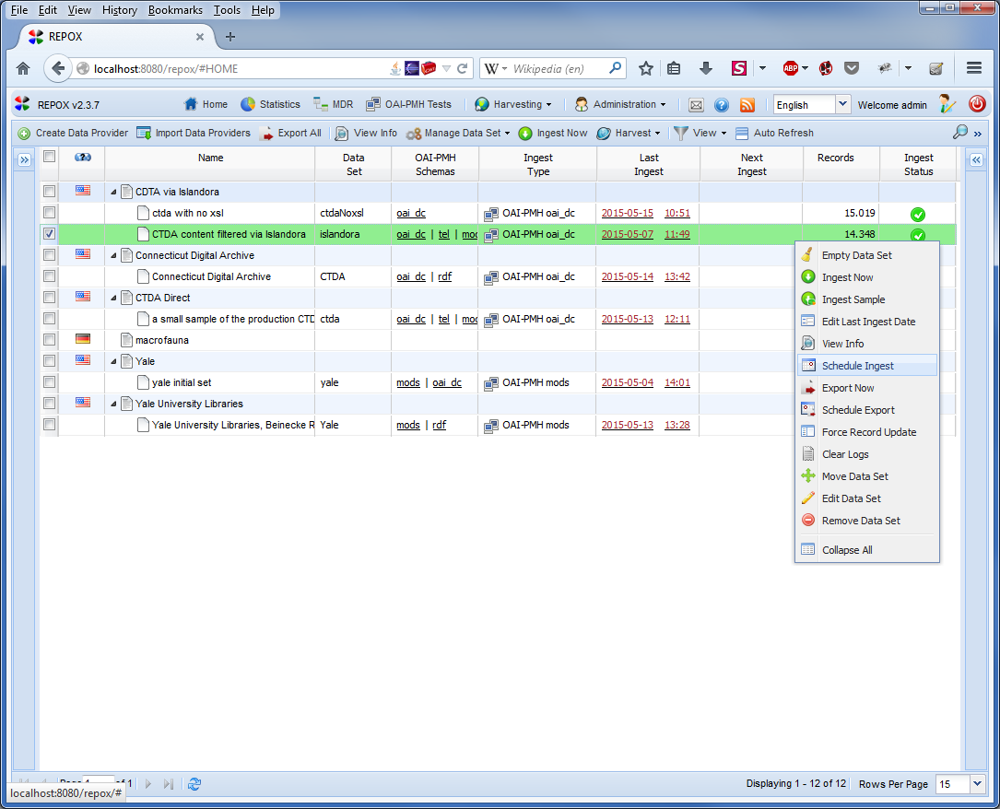 File Edit View History Bookmarks Tools Help
REPOX
localhost:8080/repox/#HOME
ABP
W Wikipedia (en)
REPOX v2.3.7 Home Statistics MDR OAI-PMH Tests Harvesting Administration English Welcome admin
Create Data Provider Import Data Providers Export All View Info Manage Data Set Ingest Now Harvest View Auto Refresh
Name Data Set OAI-PMH Schemas Ingest Type Last Ingest Next Ingest Records Ingest Status
CDTA via Islandora
ctda with no xsl ctdaNoxsl oai_dc OAI-PMH oai_dc 2015-05-15 10:51 15.019
CTDA content filtered via Islandora islandora oai_dc | tel | moc OAI-PMH oai_dc 2015-05-07 11:49 14.348
Connecticut Digital Archive
Connecticut Digital Archive CTDA oai_dc | rdf OAI-PMH oai_dc 2015-05-14 13:42
CTDA Direct
a small sample of the production CTD ctda oai_dc | tel | moc OAI-PMH oai_dc 2015-05-13 12:11
macrofauna
Yale
yale initial set yale mods | oai_dc OAI-PMH mods 2015-05-04 14:01
Yale University Libraries
Yale University Libraries, Beinecke R Yale mods | rdf OAI-PMH mods 2015-05-13 13:28
Empty Data Set
Ingest Now
Ingest Sample
Edit Last Ingest Date
View Info
Schedule Ingest
Export Now
Schedule Export
Force Record Update
Clear Logs
Move Data Set
Edit Data Set
Remove Data Set
Collapse All
Page 1 of 1 Displaying 1 - 12 of 12 Rows Per Page 15
localhost:8080/repox/#